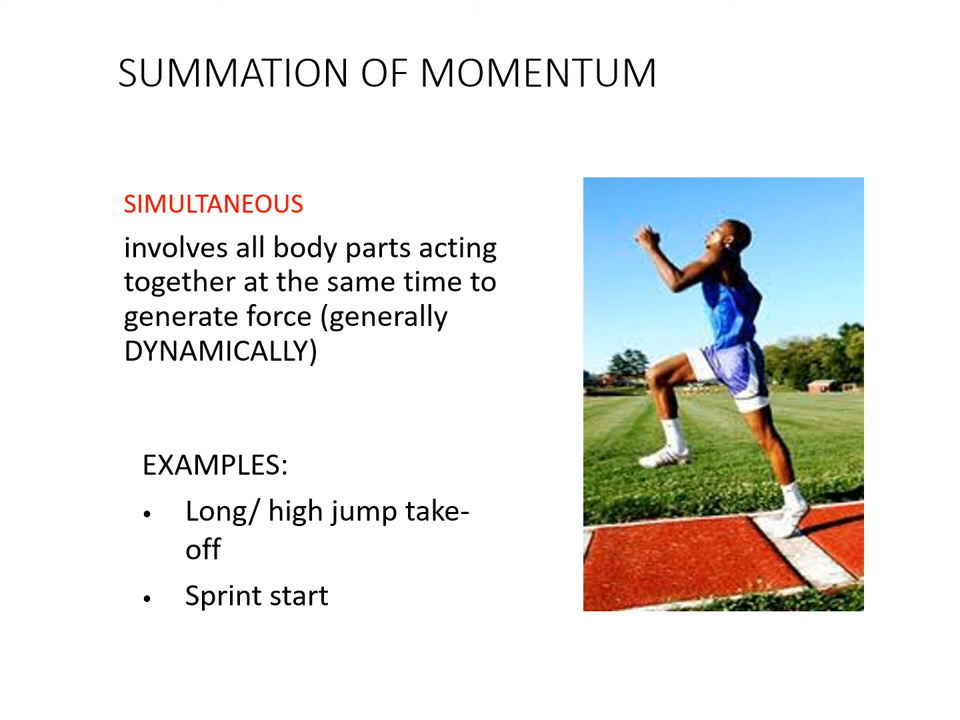 SUMMATION OF MOMENTUM
SIMULTANEOUS
involves all body parts acting
together at the same time to
generate force (generally
DYNAMICALLY)
EXAMPLES:
• Long/ high jump take-
off
• Sprint start